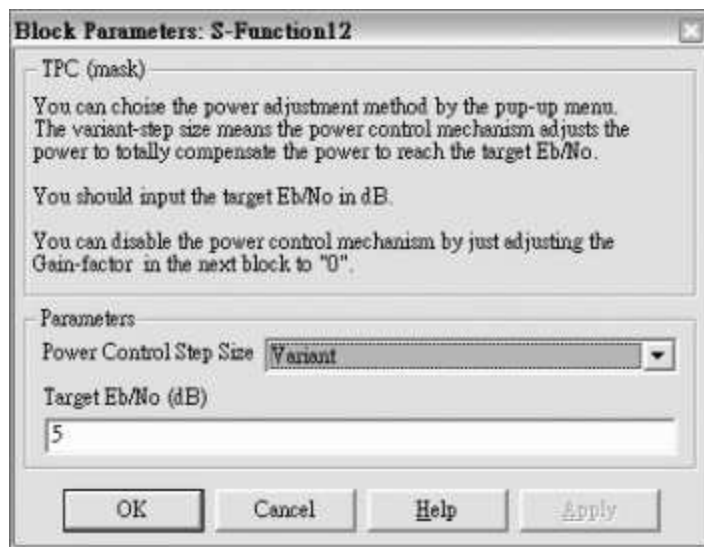 Block Parameters: S-Function12
TPC (mask)
You can choise the power adjustment method by the pup-up menu.
The variant-step size means the power control mechanism adjusts the
power to totally compensate the power to reach the target Eb/No.
You should input the target Eb/No in dB.
You can disable the power control mechanism by just adjusting the
Gain-factor in the next block to "0".
Parameters
Power Control Step Size Variant
Target Eb/No (dB)
5
OK Cancel Help Apply